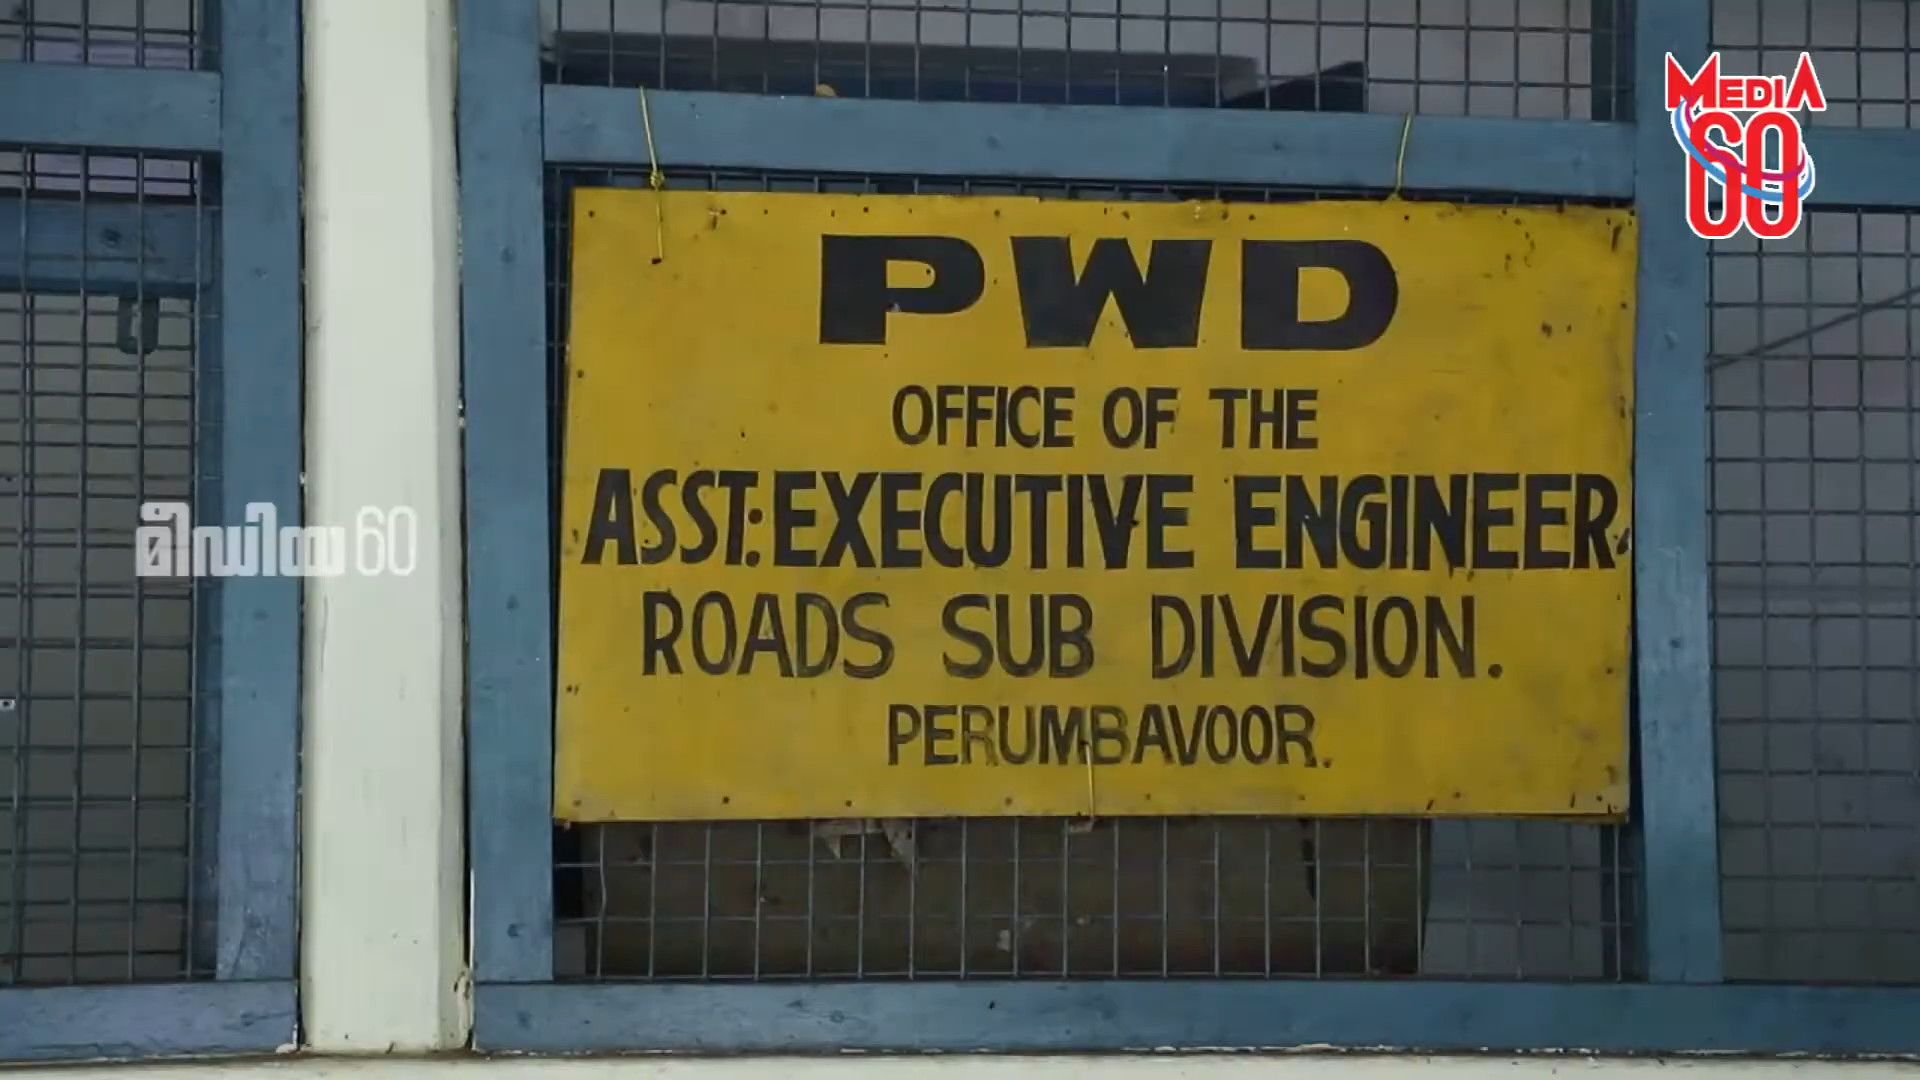 MEDIA
60
PWD
OFFICE OF THE
ASST:EXECUTIVE ENGINEER.
ROADS SUB DIVISION.
PERUMBAVOOR.
മീഡിയ 60